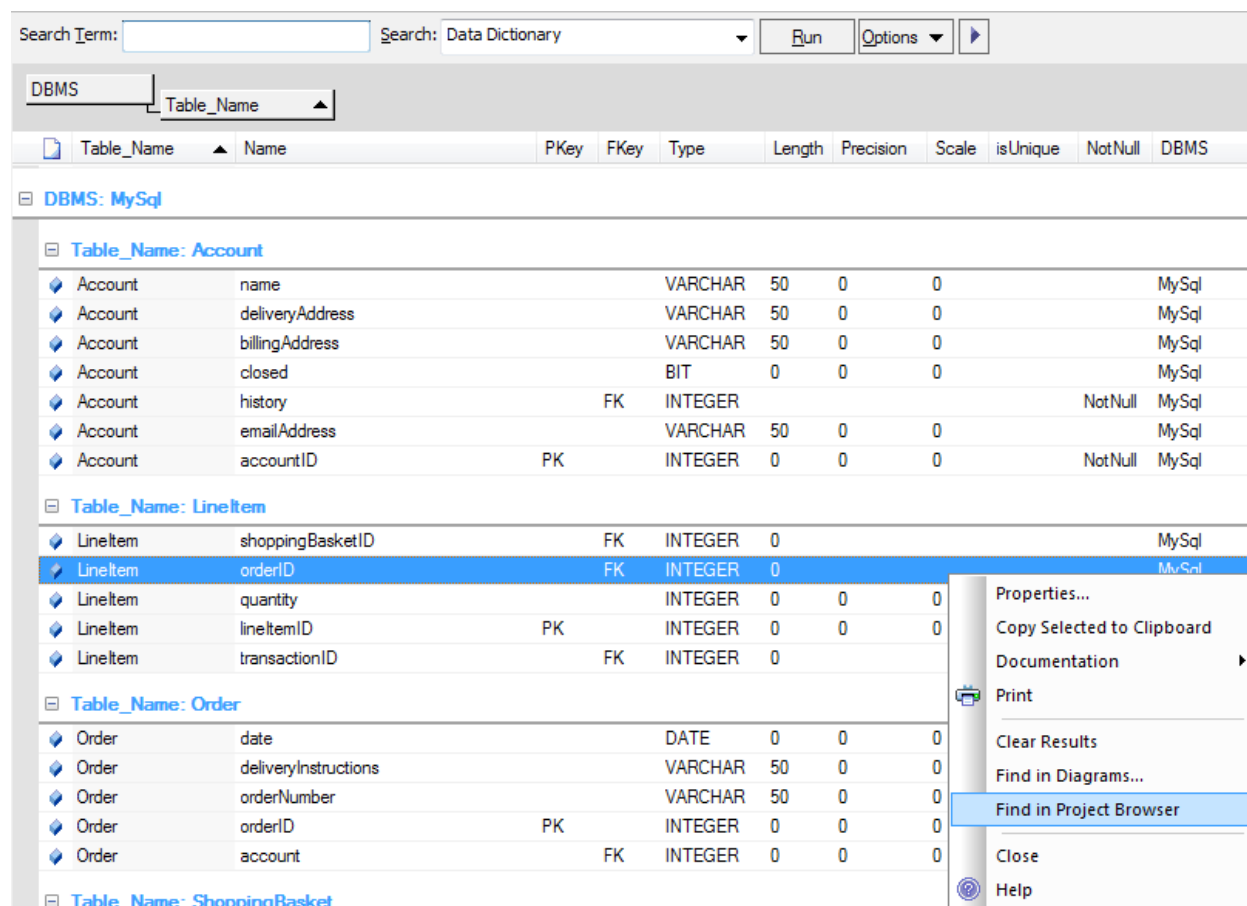 Search Term: Search: Data Dictionary Run Options
DBMS
Table_Name
Table_Name Name PKey FKey Type Length Precision Scale isUnique NotNull DBMS
DBMS: MySql
Table_Name: Account
Account name VARCHAR 50 0 0 MySql
Account deliveryAddress VARCHAR 50 0 0 MySql
Account billingAddress VARCHAR 50 0 0 MySql
Account closed BIT 0 0 0 MySql
Account history FK INTEGER NotNull MySql
Account emailAddress VARCHAR 50 0 0 MySql
Account accountID PK INTEGER 0 0 0 NotNull MySql
Table_Name: LineItem
LineItem shoppingBasketID FK INTEGER 0 MySql
LineItem orderID FK INTEGER 0 MySql
LineItem quantity INTEGER 0 0 0
LineItem lineItemID PK INTEGER 0 0 0
LineItem transactionID FK INTEGER 0
Table_Name: Order
Order date DATE 0 0 0
Order deliveryInstructions VARCHAR 50 0 0
Order orderNumber VARCHAR 50 0 0
Order orderID PK INTEGER 0 0 0
Order account FK INTEGER 0 0 0
Table_Name: ShoppingBasket
Properties...
Copy Selected to Clipboard
Documentation
Print
Clear Results
Find in Diagrams...
Find in Project Browser
Close
Help